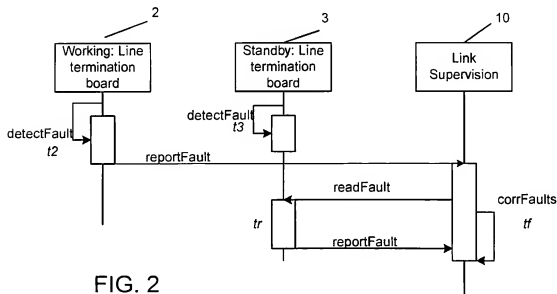 2
3
10
Working: Line
termination
board
Standby: Line
termination
board
Link
Supervision
detectFault
t2
detectFault
t3
reportFault
readFault
corrFaults
tf
tr
reportFault
FIG. 2